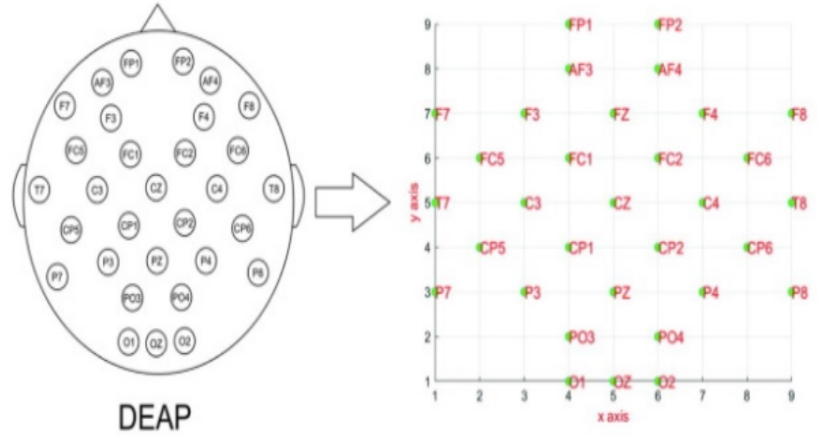 FP1 FP2
AF3 AF4
F7 F3 F4 F8
FC5 FC1 FC2 FC6
T7 C3 CZ C4 T8
CP5 CP1 CP2 CP6
P7 P3 PZ P4 P8
PO3 PO4
O1 OZ O2
DEAP
9 FP1 FP2
8 AF3 AF4
7 F7 F3 FZ F4 F8
6 FC5 FC1 FC2 FC6
5 T7 C3 CZ C4 T8
4 CP5 CP1 CP2 CP6
3 P7 P3 PZ P4 P8
2 PO3 PO4
1 O1 OZ O2
1 2 3 4 5 6 7 8 9
x axis
y axis